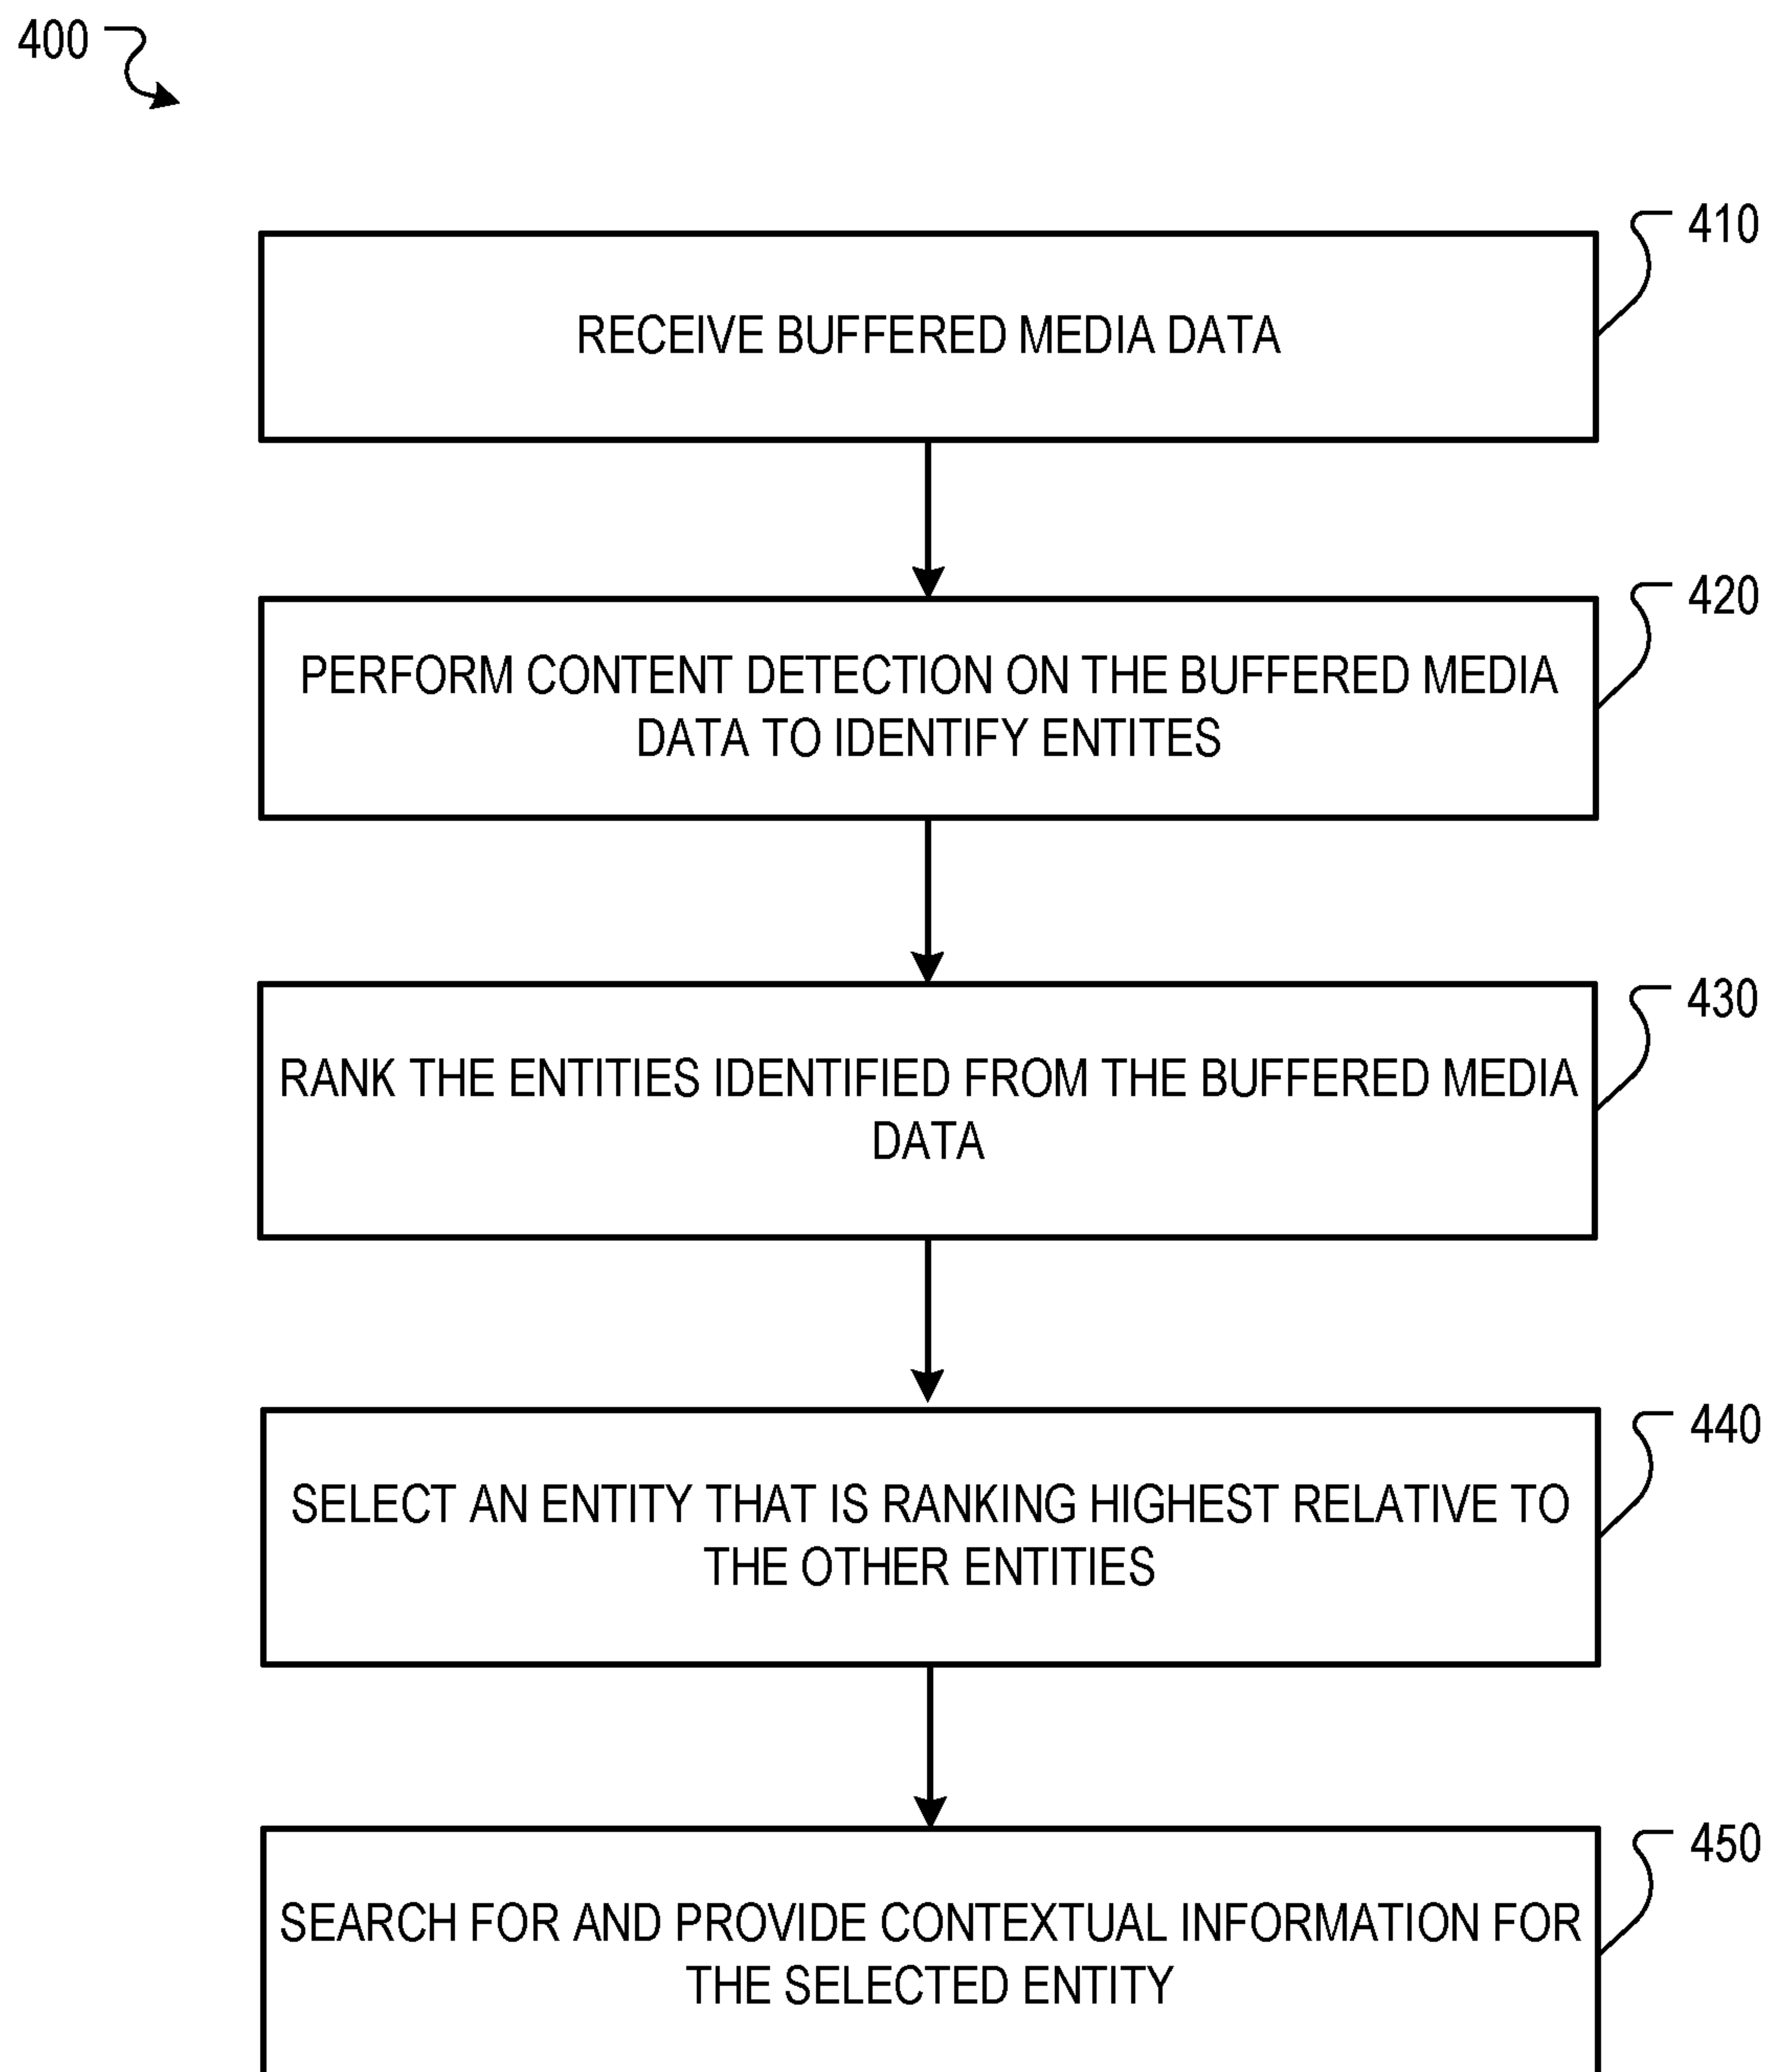 400
410
RECEIVE BUFFERED MEDIA DATA
420
PERFORM CONTENT DETECTION ON THE BUFFERED MEDIA
DATA TO IDENTIFY ENTITES
430
RANK THE ENTITIES IDENTIFIED FROM THE BUFFERED MEDIA
DATA
440
SELECT AN ENTITY THAT IS RANKING HIGHEST RELATIVE TO
THE OTHER ENTITIES
450
SEARCH FOR AND PROVIDE CONTEXTUAL INFORMATION FOR
THE SELECTED ENTITY